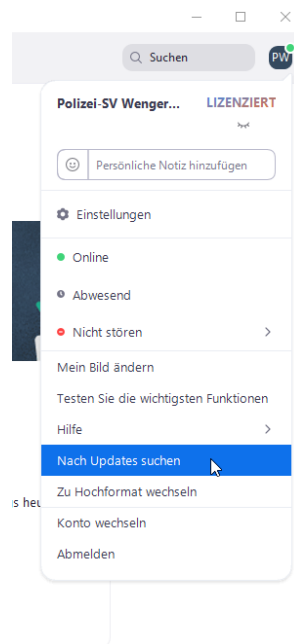 Suchen
PW
Polizei-SV Wenger...
LIZENZIERT
Persönliche Notiz hinzufügen
Einstellungen
Online
Abwesend
Nicht stören
Mein Bild ändern
Testen Sie die wichtigsten Funktionen
Hilfe
Nach Updates suchen
Zu Hochformat wechseln
Konto wechseln
Abmelden